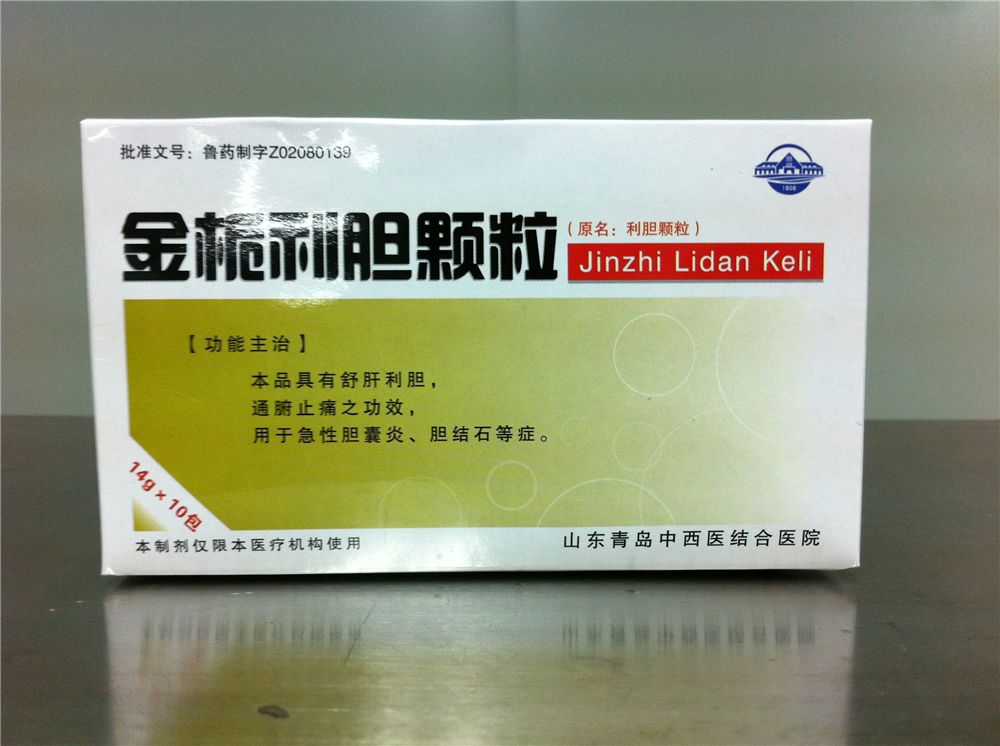 批准文号：鲁药制字Z02080139
1908
金栀利胆颗粒
（原名：利胆颗粒）
Jinzhi Lidan Keli
【功能主治】
本品具有舒肝利胆，
通腑止痛之功效，
用于急性胆囊炎、胆结石等症。
14g×10包
本制剂仅限本医疗机构使用
山东青岛中西医结合医院